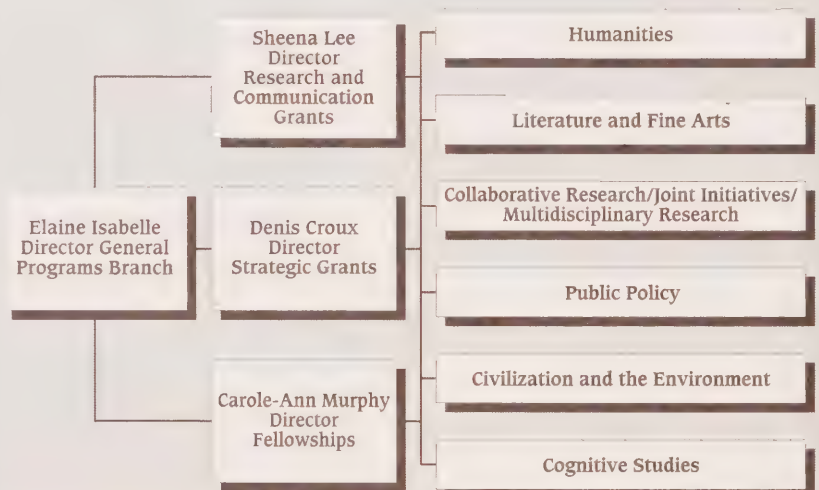 Elaine Isabelle
Director General
Programs Branch
Sheena Lee
Director
Research and
Communication
Grants
Denis Croux
Director
Strategic Grants
Carole-Ann Murphy
Director
Fellowships
Humanities
Literature and Fine Arts
Collaborative Research/Joint Initiatives/
Multidisciplinary Research
Public Policy
Civilization and the Environment
Cognitive Studies